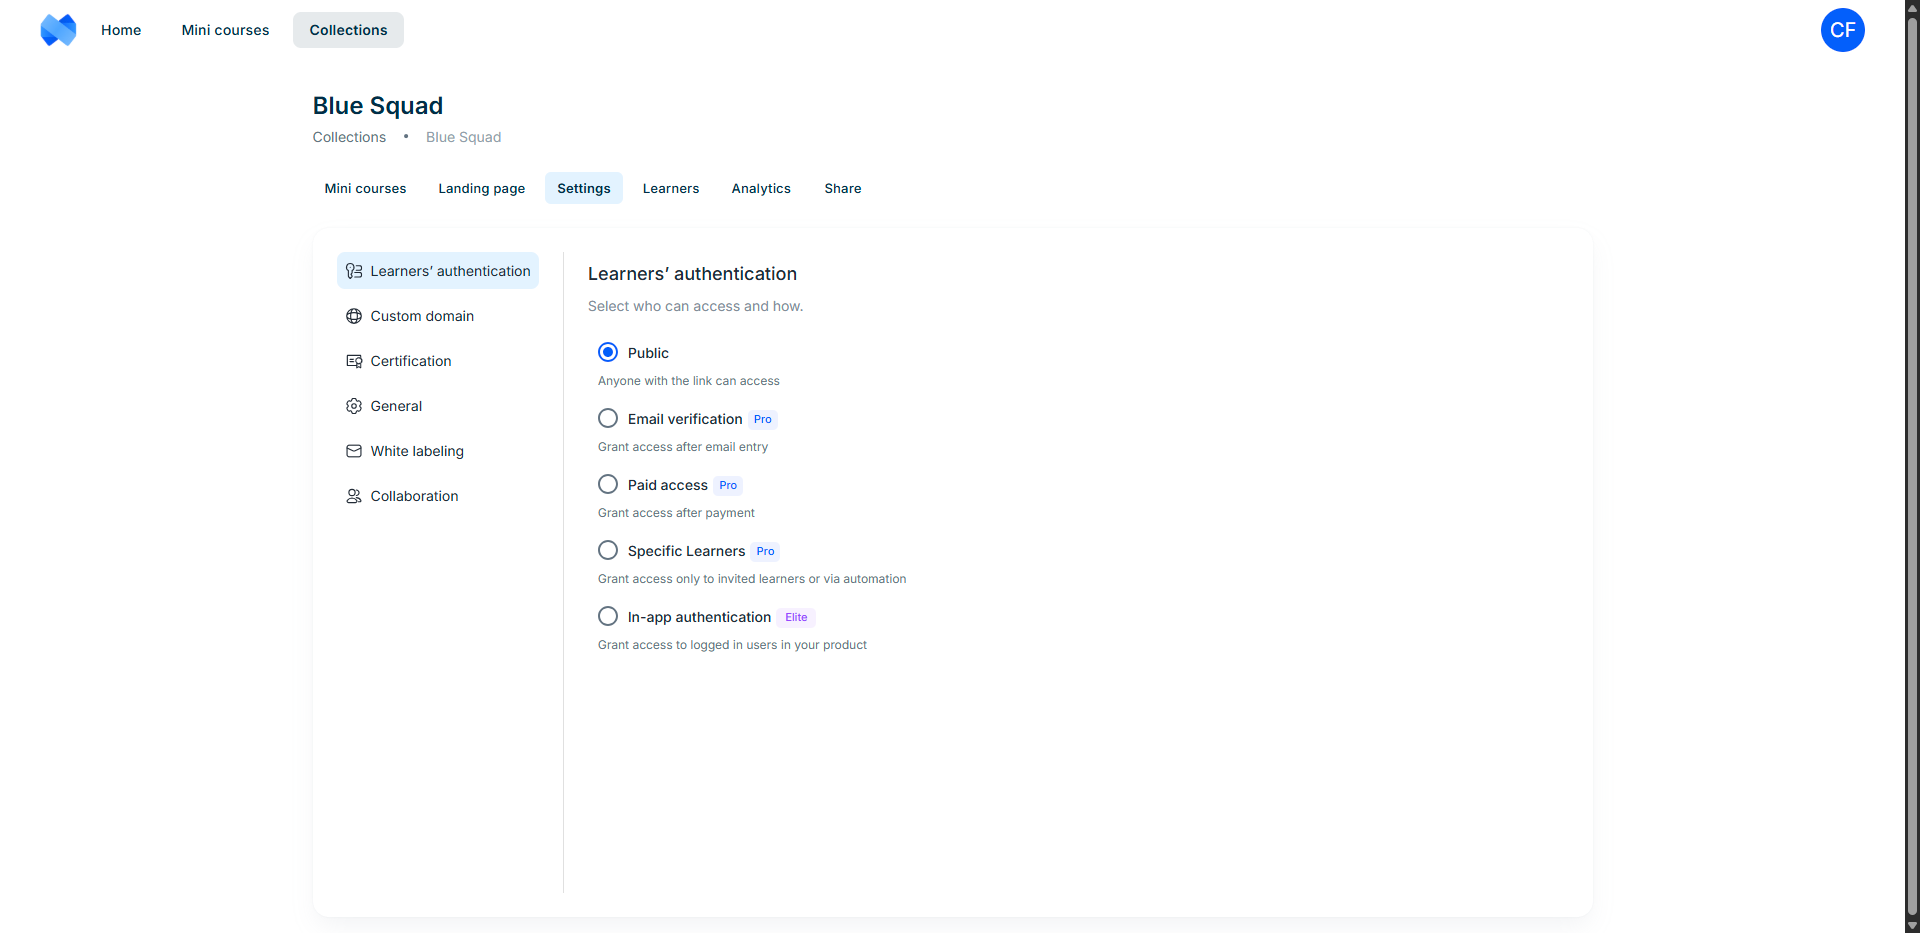 Home
Mini courses
Collections
CF
Blue Squad
Collections • Blue Squad
Mini courses
Landing page
Settings
Learners
Analytics
Share
Learners’ authentication
Custom domain
Certification
General
White labeling
Collaboration
Learners’ authentication
Select who can access and how.
Public
Anyone with the link can access
Email verification Pro
Grant access after email entry
Paid access Pro
Grant access after payment
Specific Learners Pro
Grant access only to invited learners or via automation
In-app authentication Elite
Grant access to logged in users in your product